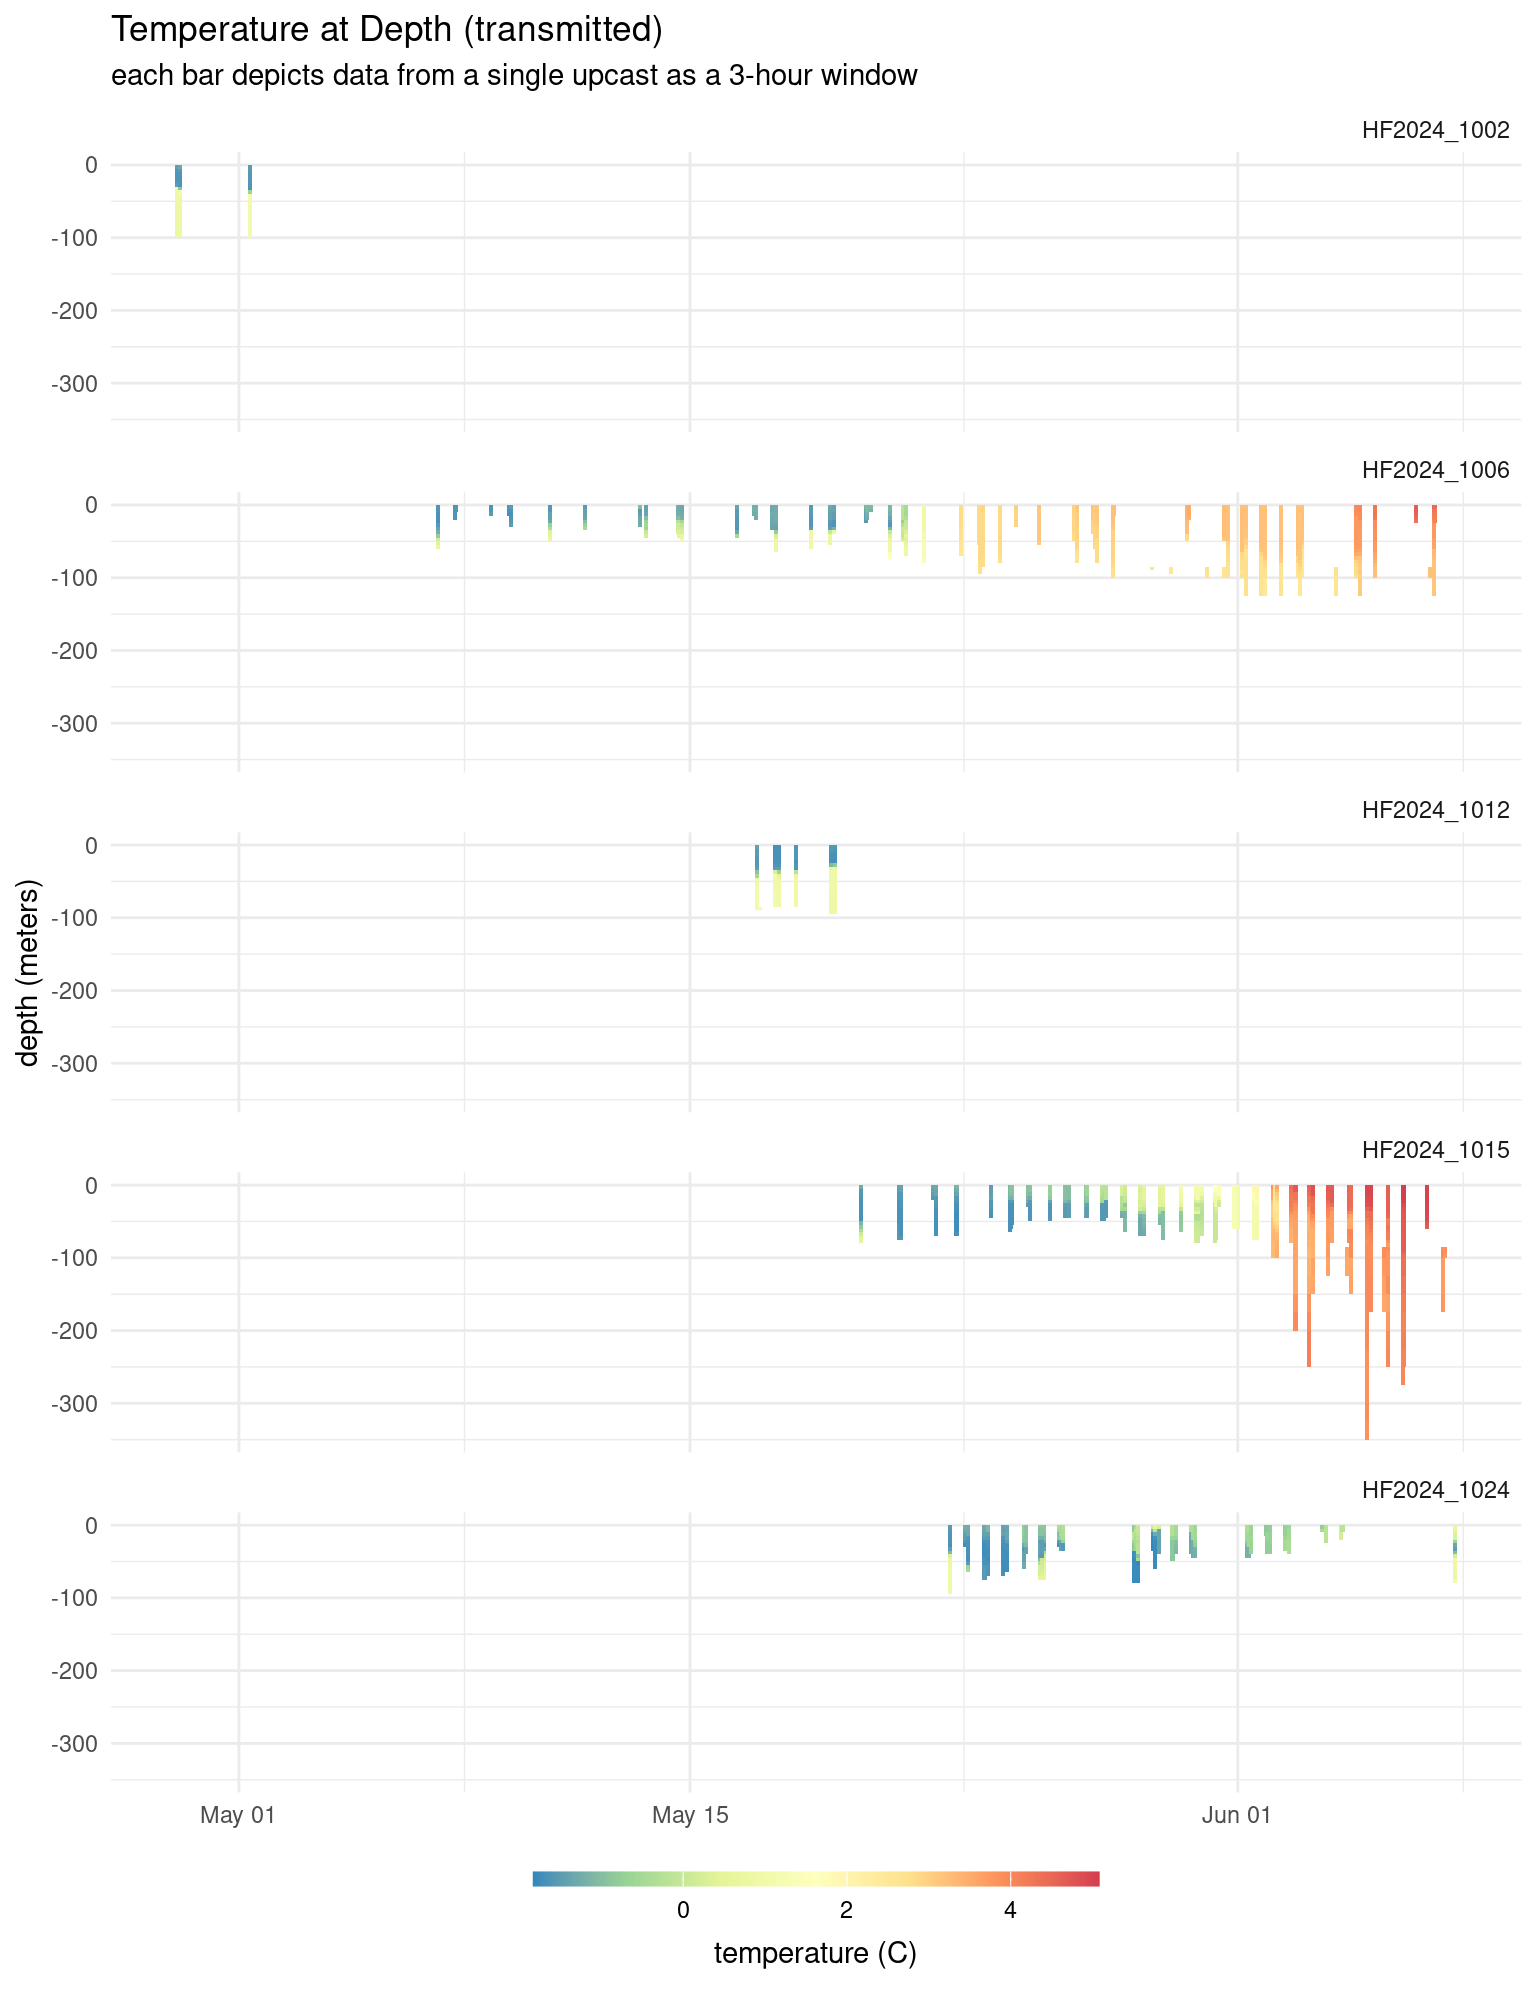 Temperature at Depth (transmitted)
each bar depicts data from a single upcast as a 3-hour window
HF2024_1002
0
-100
-200
-300
HF2024_1006
0
-100
-200
-300
HF2024_1012
0
-100
-200
-300
depth (meters)
HF2024_1015
0
-100
-200
-300
HF2024_1024
0
-100
-200
-300
May 01 May 15 Jun 01
0 2 4
temperature (C)